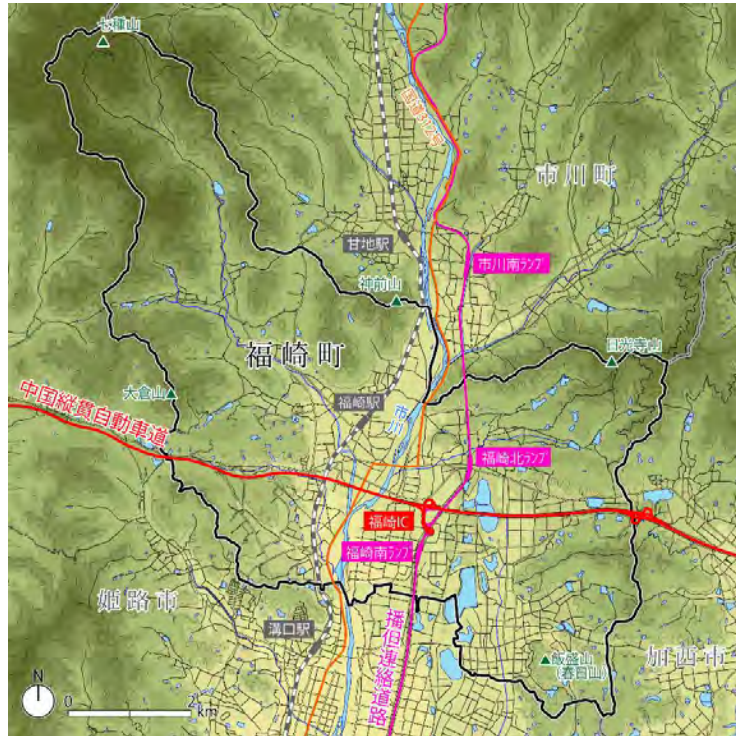 七種山
国道312号
市川町
甘地駅
市川南ランプ
神前山
福崎町
日光寺山
大倉山
福崎駅
市川
中国縦貫自動車道
福崎北ランプ
福崎IC
福崎南ランプ
姫路市
溝口駅
播但連絡道路
飯盛山
(春日山)
加西市
N
0 2
km